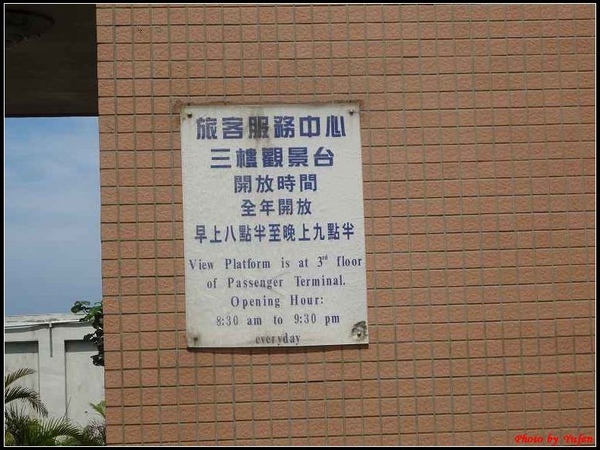 旅客服務中心
三樓觀景台
開放時間
全年開放
早上八點半至晚上九點半
View Platform is at 3rd floor
of Passenger Terminal.
Opening Hour:
8:30 am to 9:30 pm
everyday
Photo by Yufen